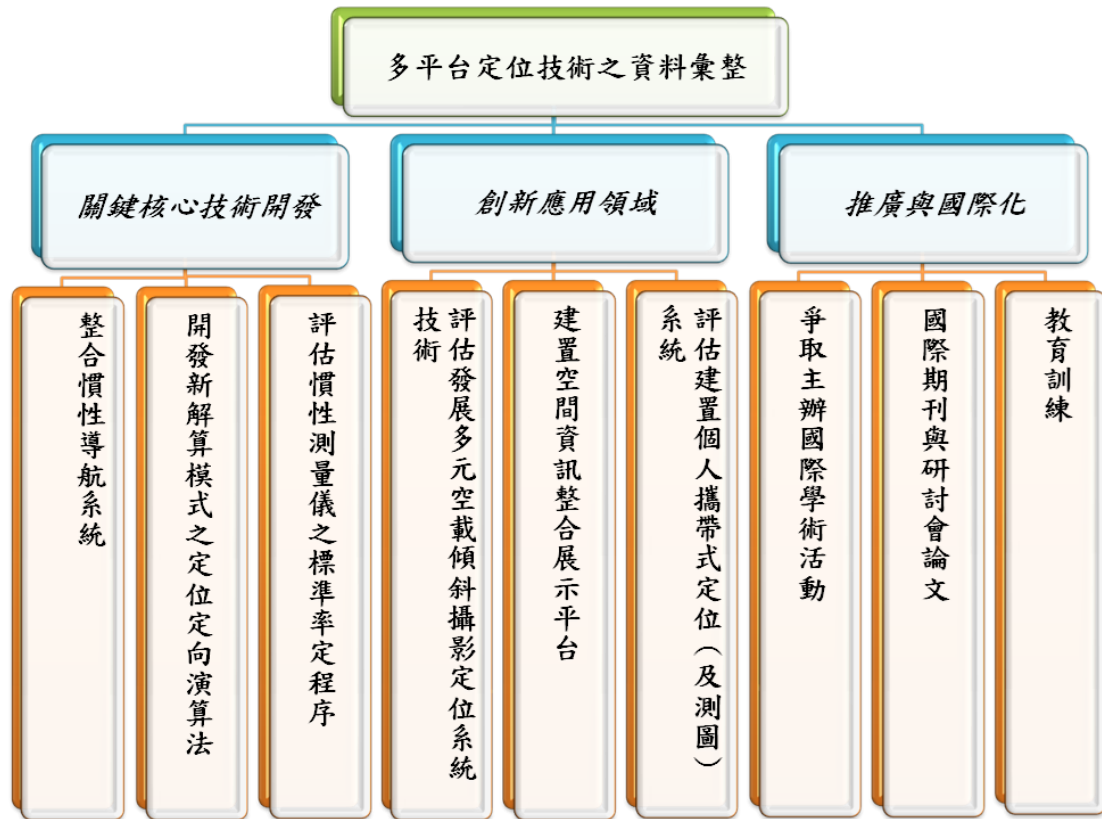 多平台定位技術之資料彙整
關鍵核心技術開發
創新應用領域
推廣與國際化
整合慣性導航系統
開發新解算模式之定位定向演算法
評估慣性測量儀之標準率定程序
評估發展多元空載傾斜攝影定位系統
技術
建置空間資訊整合展示平台
評估建置個人攜帶式定位（及測圖）
系統
爭取主辦國際學術活動
國際期刊與研討會論文
教育訓練